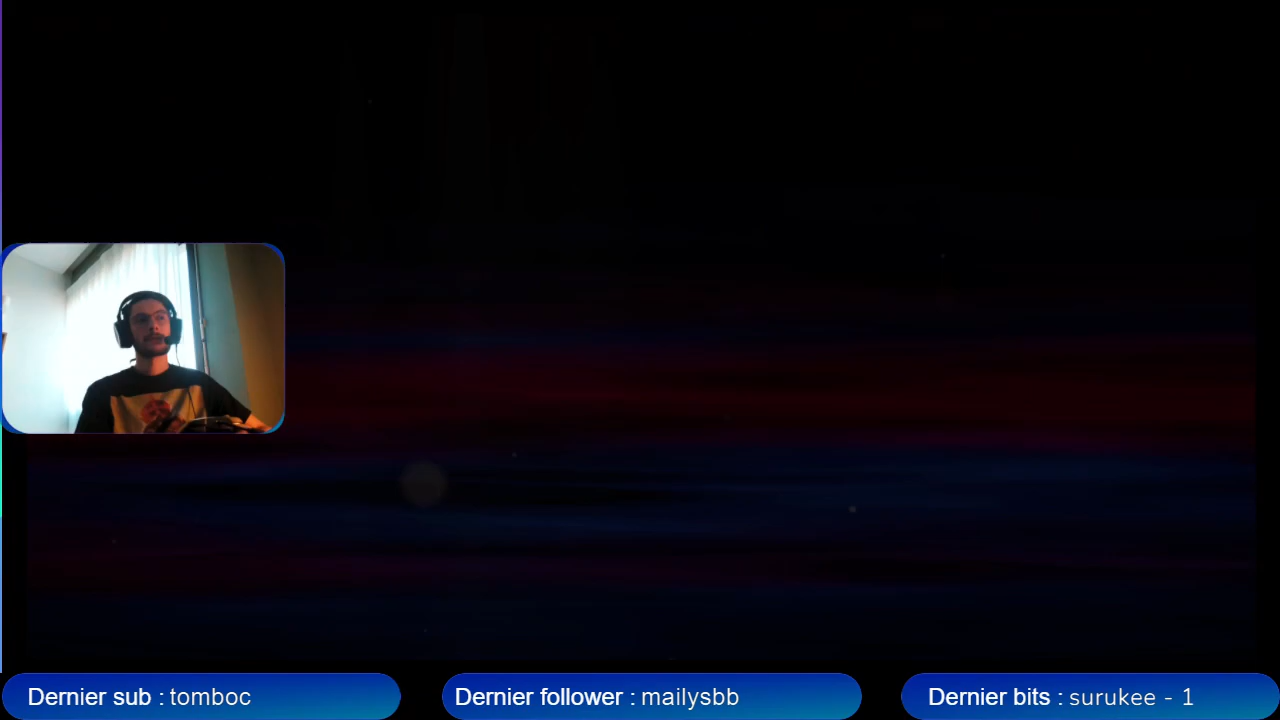 Dernier sub : tomboc
Dernier follower : mailysbb
Dernier bits : surukee - 1